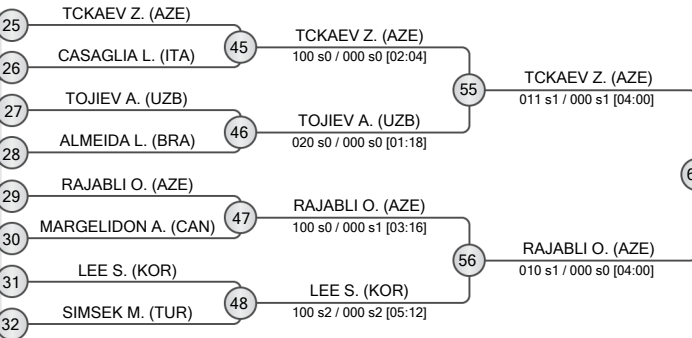 25
TCKAEV Z. (AZE)
26
CASAGLIA L. (ITA)
45
TCKAEV Z. (AZE)
100 s0 / 000 s0 [02:04]
27
TOJIEV A. (UZB)
28
ALMEIDA L. (BRA)
46
TOJIEV A. (UZB)
020 s0 / 000 s0 [01:18]
55
TCKAEV Z. (AZE)
011 s1 / 000 s1 [04:00]
29
RAJABLI O. (AZE)
30
MARGELIDON A. (CAN)
47
RAJABLI O. (AZE)
100 s0 / 000 s1 [03:16]
31
LEE S. (KOR)
32
SIMSEK M. (TUR)
48
LEE S. (KOR)
100 s2 / 000 s2 [05:12]
56
RAJABLI O. (AZE)
010 s1 / 000 s0 [04:00]